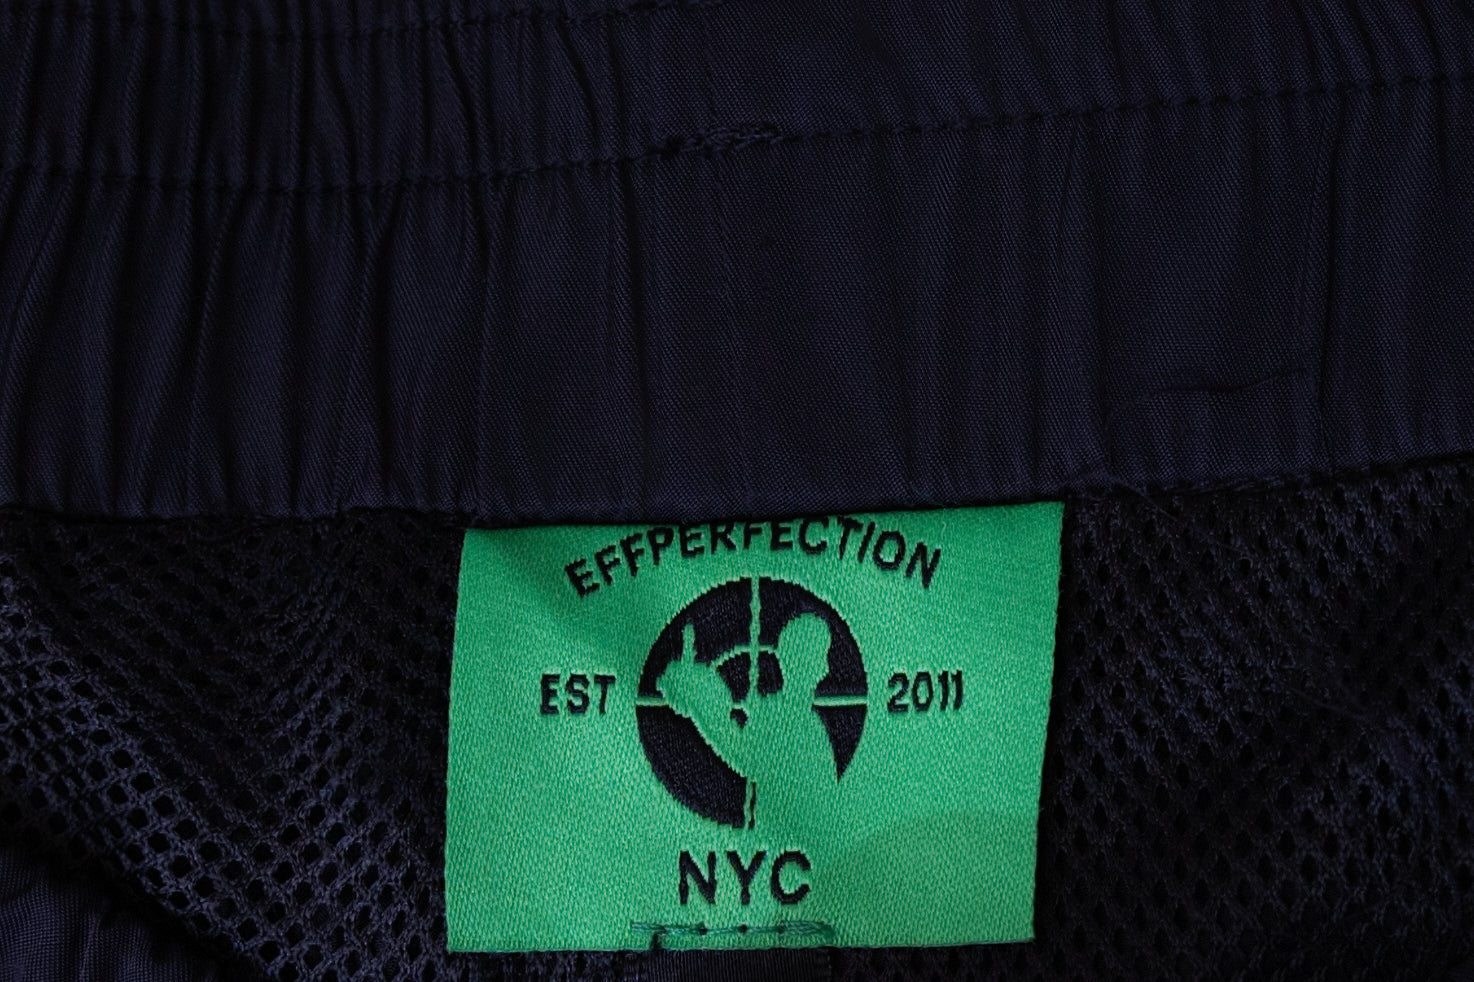 EFFPERFECTION
EST 2011
NYC